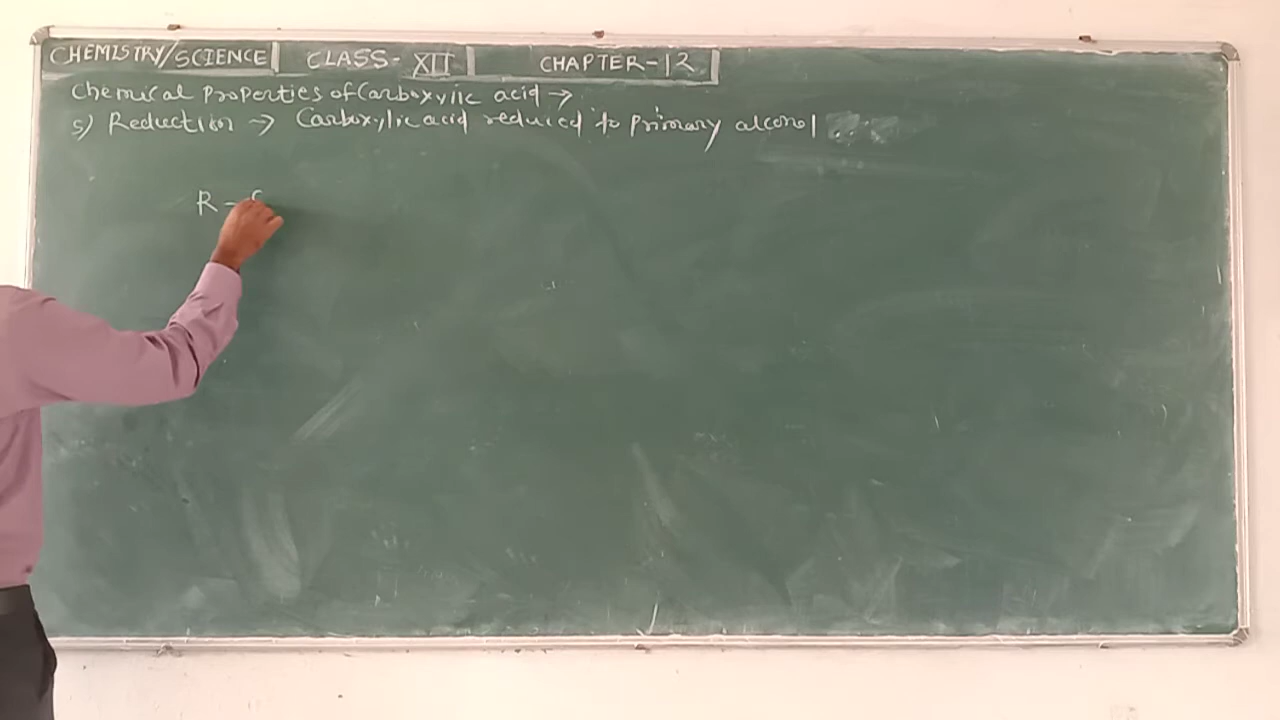 CHEMISTRY/SCIENCE CLASS-XII CHAPTER-12
Chemical properties of Carboxylic acid →
5) Reduction → Carboxylic acid reduced to Primary alcohol
R - C